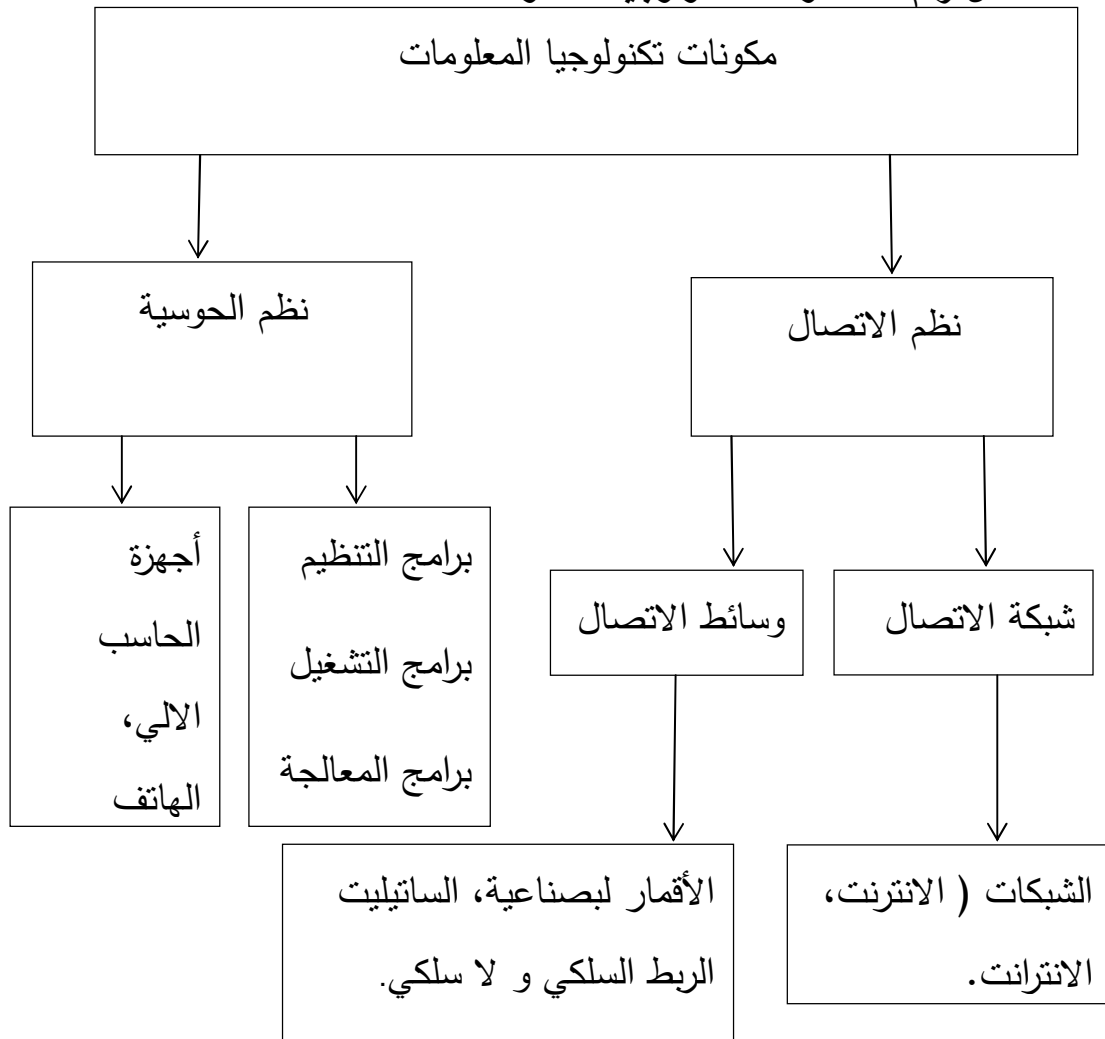 مكونات تكنولوجيا المعلومات
نظم الاتصال
نظم الحوسية
شبكة الاتصال
وسائط الاتصال
برامج التنظيم
برامج التشغيل
برامج المعالجة
أجهزة
الحاسب
الالي،
الهاتف
الشبكات ( الانترنت،
الانترانت.
الأقمار لبصناعية، الساتيليت
الربط السلكي و لا سلكي.